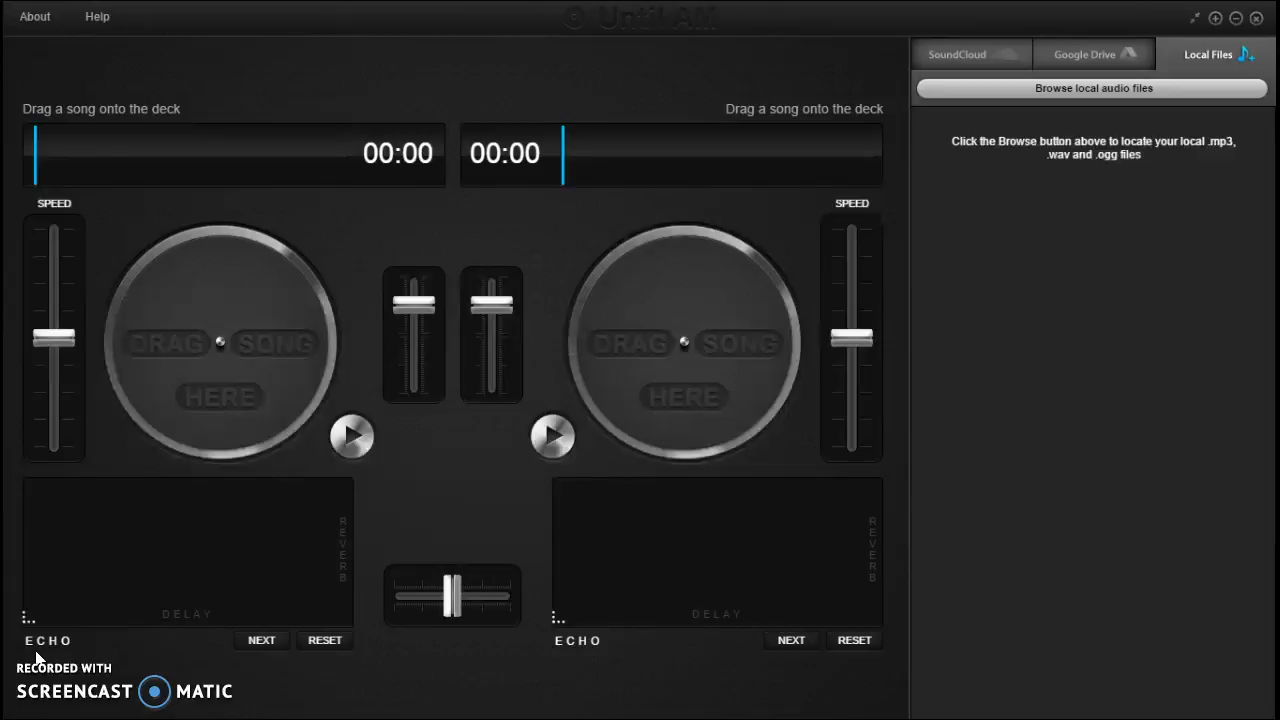 About Help
Until AM
SoundCloud Google Drive Local Files
Browse local audio files
Click the Browse button above to locate your local .mp3,
.wav and .ogg files
Drag a song onto the deck Drag a song onto the deck
00:00 00:00
SPEED SPEED
DRAG SONG DRAG SONG
HERE HERE
REVERB REVERB
DELAY DELAY
ECHO NEXT RESET ECHO NEXT RESET
RECORDED WITH
SCREENCAST MATIC